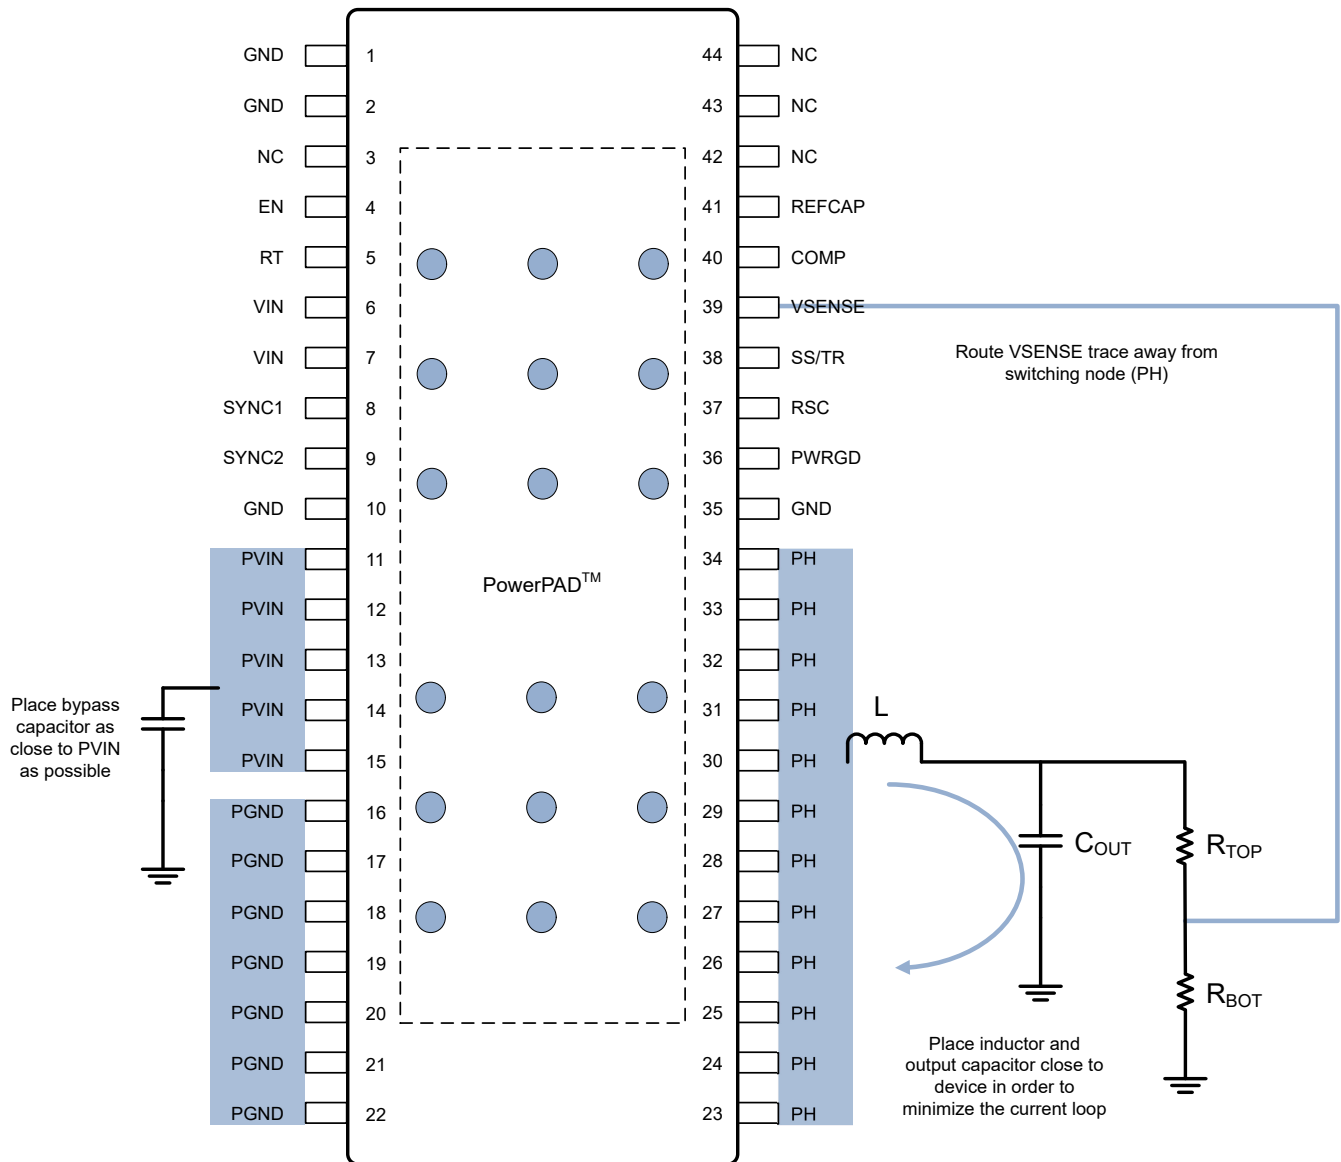 GND 1 44 NC
GND 2 43 NC
NC 3 42 NC
EN 4 41 REFCAP
RT 5 40 COMP
VIN 6 39 VSENSE
VIN 7 38 SS/TR
SYNC1 8 37 RSC
SYNC2 9 36 PWRGD
GND 10 35 GND
PVIN 11 34 PH
PVIN 12 33 PH
PVIN 13 32 PH
PVIN 14 31 PH
PVIN 15 30 PH
PGND 16 29 PH
PGND 17 28 PH
PGND 18 27 PH
PGND 19 26 PH
PGND 20 25 PH
PGND 21 24 PH
PGND 22 23 PH
PowerPAD™
Route VSENSE trace away from
switching node (PH)
Place bypass
capacitor as
close to PVIN
as possible
L
COUT
RTOP
RBOT
Place inductor and
output capacitor close to
device in order to
minimize the current loop